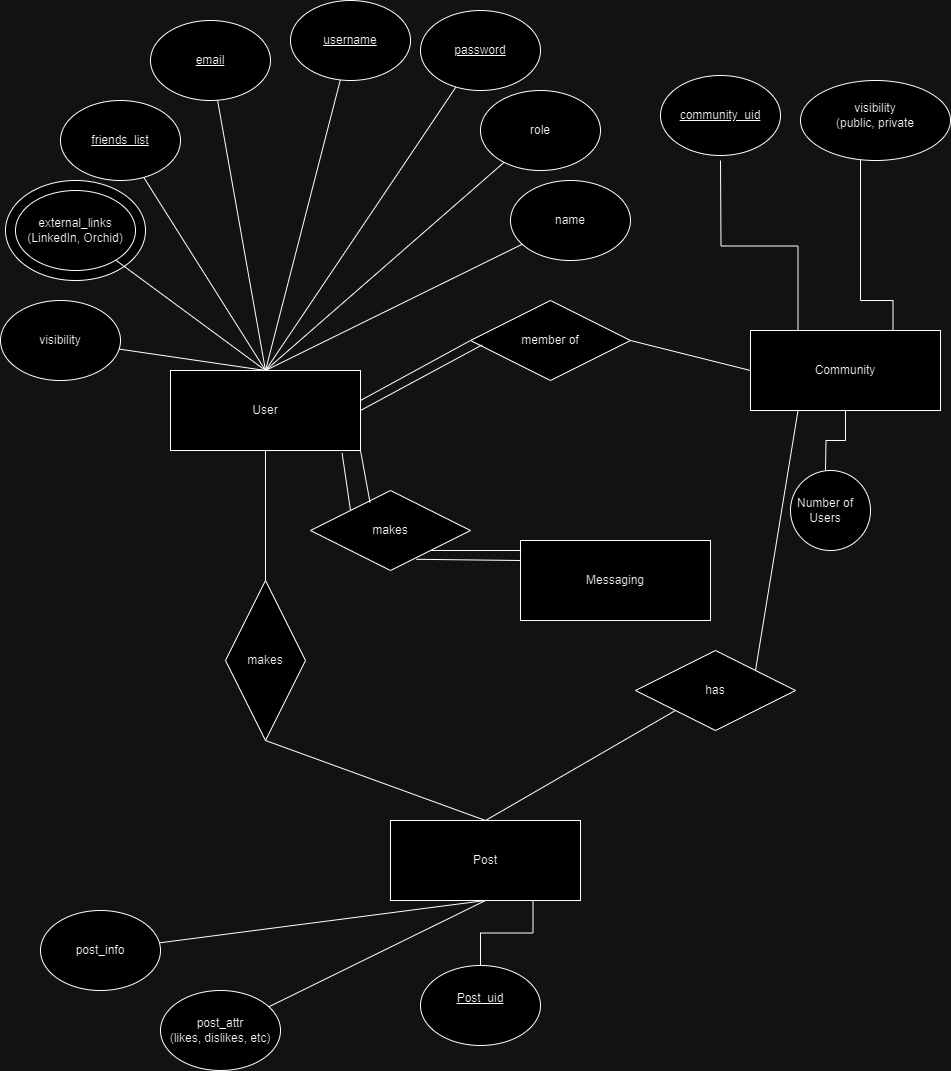 username
password
email
community_uid
visibility
(public, private
role
friends_list
name
external_links
(LinkedIn, Orchid)
visibility
member of
Community
User
Number of
Users
makes
Messaging
makes
has
Post
post_info
Post_uid
post_attr
(likes, dislikes, etc)